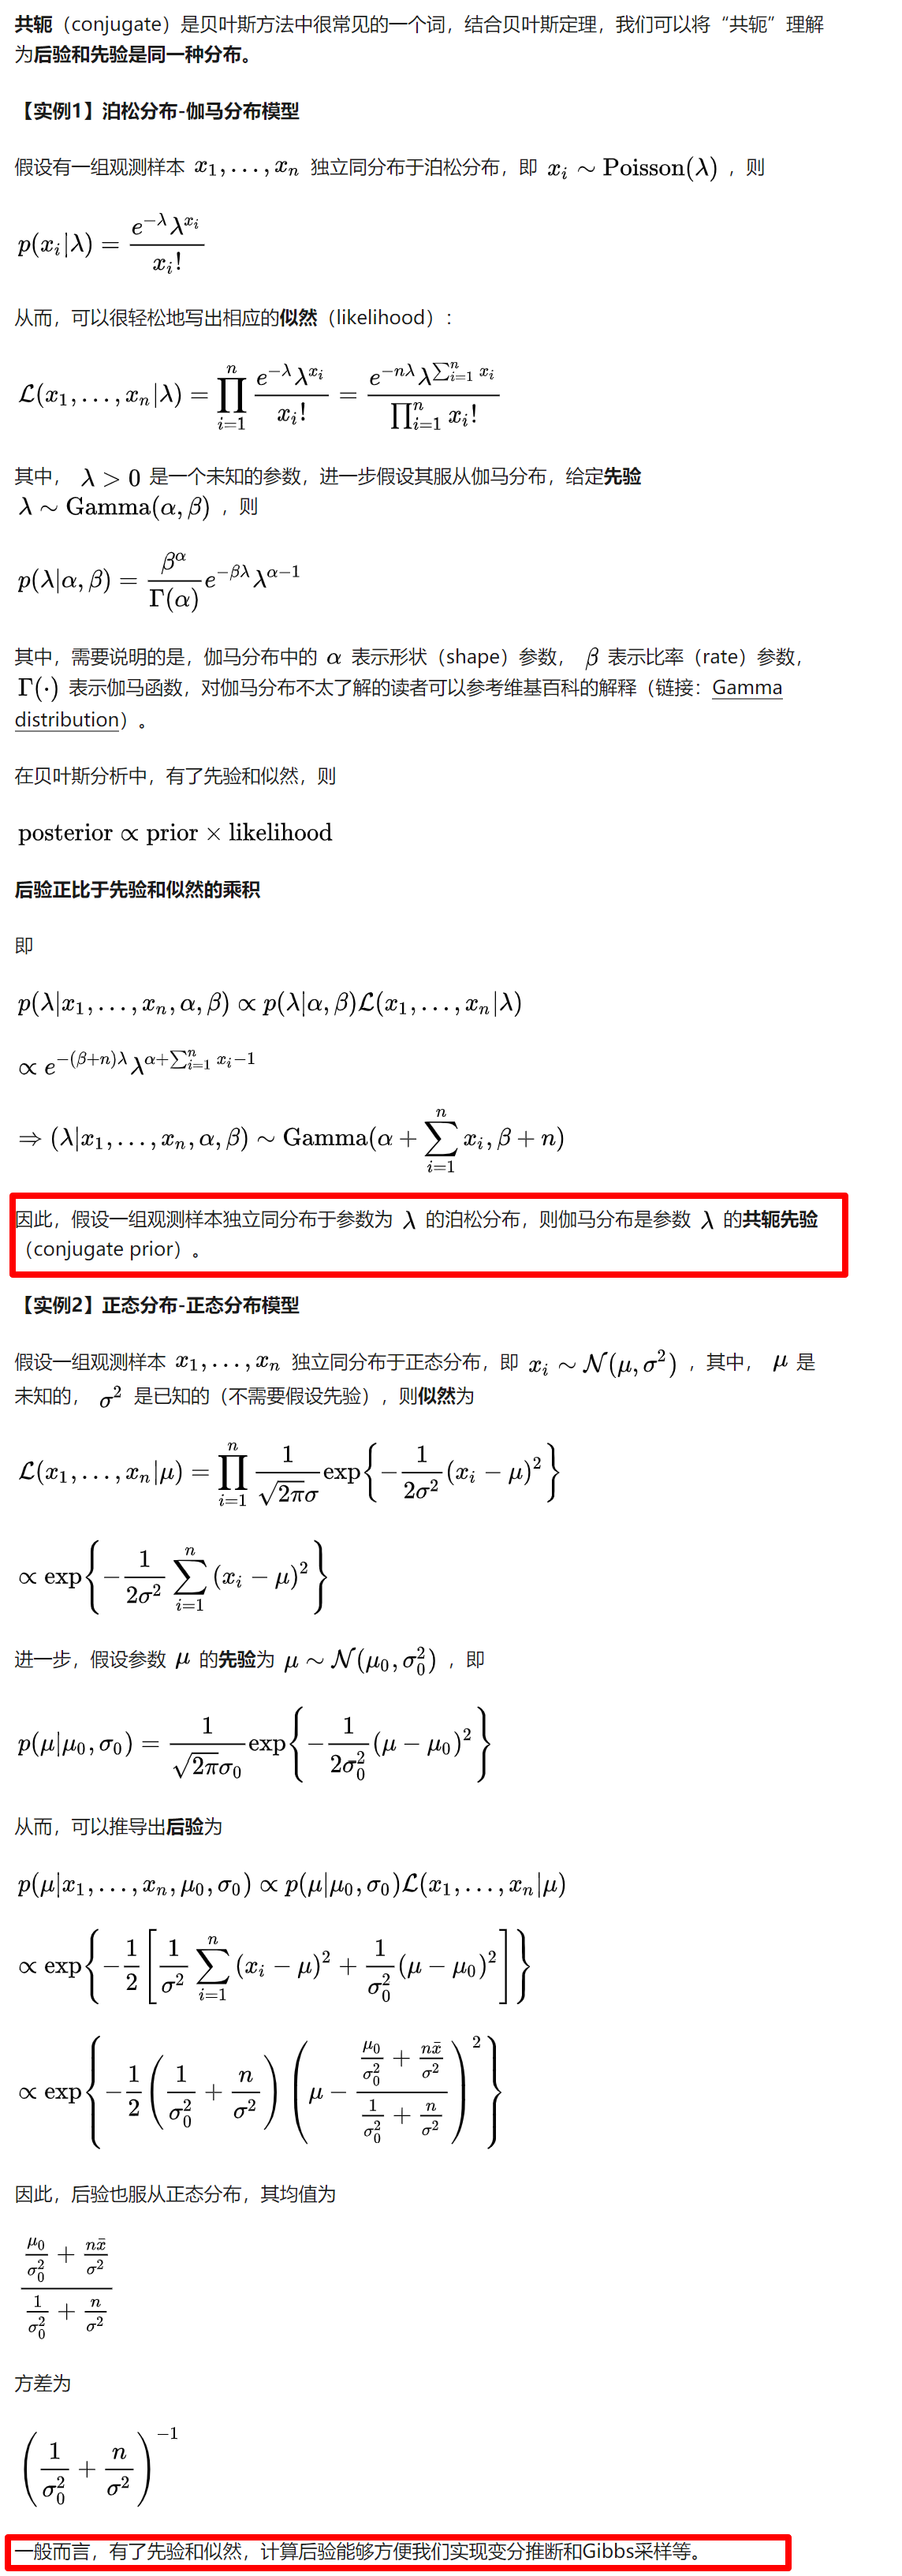 共轭（conjugate）是贝叶斯方法中很常见的一个词，结合贝叶斯定理，我们可以将“共轭”理解
为后验和先验是同一种分布。
【实例1】泊松分布-伽马分布模型
假设有一组观测样本 $x_1,\ldots,x_n$ 独立同分布于泊松分布，即 $x_i \sim \text{Poisson}(\lambda)$ ，则
$p(x_i|\lambda)=\frac{e^{-\lambda}\lambda^{x_i}}{x_i!}$
从而，可以很轻松地写出相应的似然（likelihood）：
$\mathcal{L}(x_1,\ldots,x_n|\lambda)=\prod_{i=1}^{n}\frac{e^{-\lambda}\lambda^{x_i}}{x_i!}=\frac{e^{-n\lambda}\lambda^{\sum_{i=1}^{n}x_i}}{\prod_{i=1}^{n}x_i!}$
其中， $\lambda>0$ 是一个未知的参数，进一步假设其服从伽马分布，给定先验
$\lambda\sim\text{Gamma}(\alpha,\beta)$ ，则
$p(\lambda|\alpha,\beta)=\frac{\beta^\alpha}{\Gamma(\alpha)}e^{-\beta\lambda}\lambda^{\alpha-1}$
其中，需要说明的是，伽马分布中的 $\alpha$ 表示形状（shape）参数， $\beta$ 表示比率（rate）参数，
$\Gamma(\cdot)$ 表示伽马函数，对伽马分布不太了解的读者可以参考维基百科的解释（链接：Gamma
distribution）。
在贝叶斯分析中，有了先验和似然，则
$\text{posterior}\propto\text{prior}\times\text{likelihood}$
后验正比于先验和似然的乘积
即
$p(\lambda|x_1,\ldots,x_n,\alpha,\beta)\propto p(\lambda|\alpha,\beta)\mathcal{L}(x_1,\ldots,x_n|\lambda)$
$\propto e^{-(\beta+n)\lambda}\lambda^{\alpha+\sum_{i=1}^{n}x_i-1}$
$\Rightarrow(\lambda|x_1,\ldots,x_n,\alpha,\beta)\sim\text{Gamma}(\alpha+\sum_{i=1}^{n}x_i,\beta+n)$
因此，假设一组观测样本独立同分布于参数为 $\lambda$ 的泊松分布，则伽马分布是参数 $\lambda$ 的共轭先验
（conjugate prior）。
【实例2】正态分布-正态分布模型
假设一组观测样本 $x_1,\ldots,x_n$ 独立同分布于正态分布，即 $x_i\sim\mathcal{N}(\mu,\sigma^2)$ ，其中， $\mu$ 是
未知的， $\sigma^2$ 是已知的（不需要假设先验），则似然为
$\mathcal{L}(x_1,\ldots,x_n|\mu)=\prod_{i=1}^{n}\frac{1}{\sqrt{2\pi}\sigma}\exp\left\{-\frac{1}{2\sigma^2}(x_i-\mu)^2\right\}$
$\propto\exp\left\{-\frac{1}{2\sigma^2}\sum_{i=1}^{n}(x_i-\mu)^2\right\}$
进一步，假设参数 $\mu$ 的先验为 $\mu\sim\mathcal{N}(\mu_0,\sigma_0^2)$ ，即
$p(\mu|\mu_0,\sigma_0)=\frac{1}{\sqrt{2\pi}\sigma_0}\exp\left\{-\frac{1}{2\sigma_0^2}(\mu-\mu_0)^2\right\}$
从而，可以推导出后验为
$p(\mu|x_1,\ldots,x_n,\mu_0,\sigma_0)\propto p(\mu|\mu_0,\sigma_0)\mathcal{L}(x_1,\ldots,x_n|\mu)$
$\propto\exp\left\{-\frac{1}{2}\left[\frac{1}{\sigma^2}\sum_{i=1}^{n}(x_i-\mu)^2+\frac{1}{\sigma_0^2}(\mu-\mu_0)^2\right]\right\}$
$\propto\exp\left\{-\frac{1}{2}\left(\frac{1}{\sigma_0^2}+\frac{n}{\sigma^2}\right)\left(\mu-\frac{\frac{\mu_0}{\sigma_0^2}+\frac{n\bar{x}}{\sigma^2}}{\frac{1}{\sigma_0^2}+\frac{n}{\sigma^2}}\right)^2\right\}$
因此，后验也服从正态分布，其均值为
$\frac{\frac{\mu_0}{\sigma_0^2}+\frac{n\bar{x}}{\sigma^2}}{\frac{1}{\sigma_0^2}+\frac{n}{\sigma^2}}$
方差为
$\left(\frac{1}{\sigma_0^2}+\frac{n}{\sigma^2}\right)^{-1}$
一般而言，有了先验和似然，计算后验能够方便我们实现变分推断和Gibbs采样等。